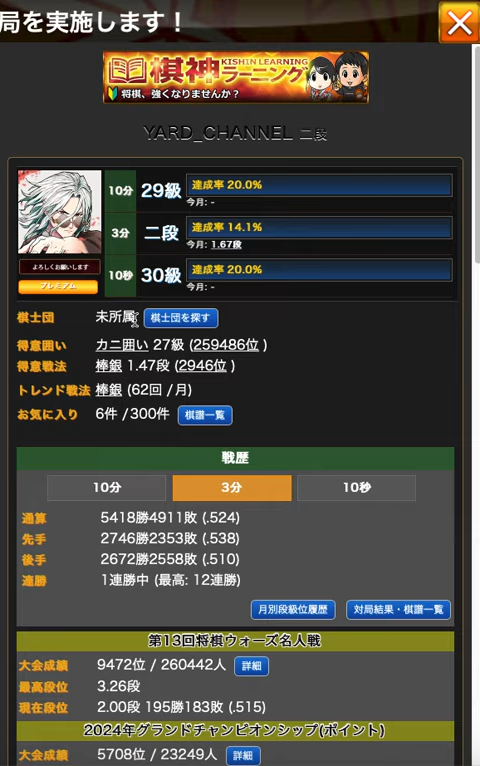 局を実施します！
棋神ラーニング
KISHIN LEARNING
将棋、強くなりませんか？
YARD_CHANNEL 二段
よろしくお願いします
プレミアム
10分 29級 達成率 20.0%
今月: -
3分 二段 達成率 14.1%
今月: 1.67段
10秒 30級 達成率 20.0%
今月: -
棋士団 未所属 棋士団を探す
得意囲い カニ囲い 27級 (259486位 )
得意戦法 棒銀 1.47段 (2946位 )
トレンド戦法 棒銀 (62回 /月)
お気に入り 6件 /300件 棋譜一覧
戦歴
10分 3分 10秒
通算 5418勝4911敗 (.524)
先手 2746勝2353敗 (.538)
後手 2672勝2558敗 (.510)
連勝 1連勝中 (最高: 12連勝)
月別段級位履歴 対局結果・棋譜一覧
第13回将棋ウォーズ名人戦
大会成績 9472位 / 260442人 詳細
最高段位 3.26段
現在段位 2.00段 195勝183敗 (.515)
2024年グランドチャンピオンシップ(ポイント)
大会成績 5708位 / 23249人 詳細